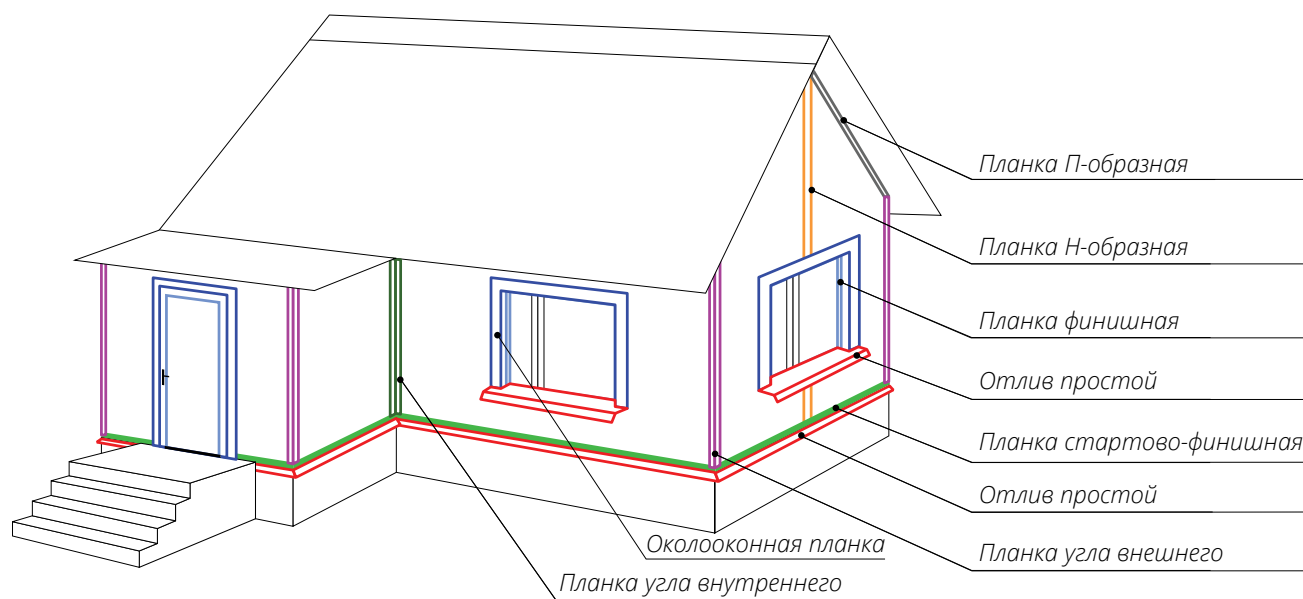 Планка П-образная
Планка Н-образная
Планка финишная
Отлив простой
Планка стартово-финишная
Отлив простой
Околооконная планка
Планка угла внешнего
Планка угла внутреннего